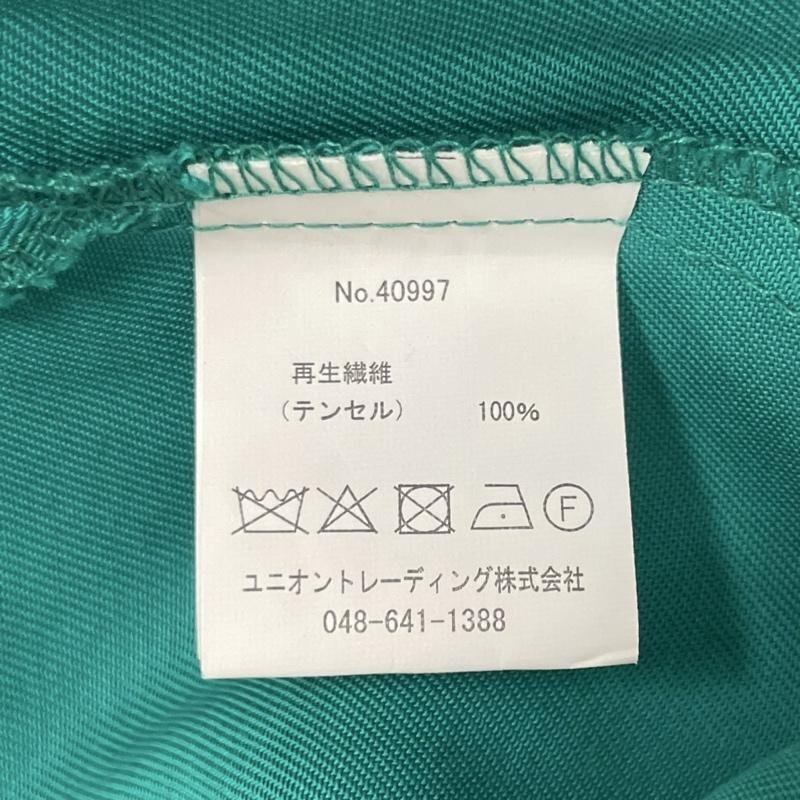 No.40997
再生繊維
（テンセル） 100%
F
ユニオントレーディング株式会社
048-641-1388